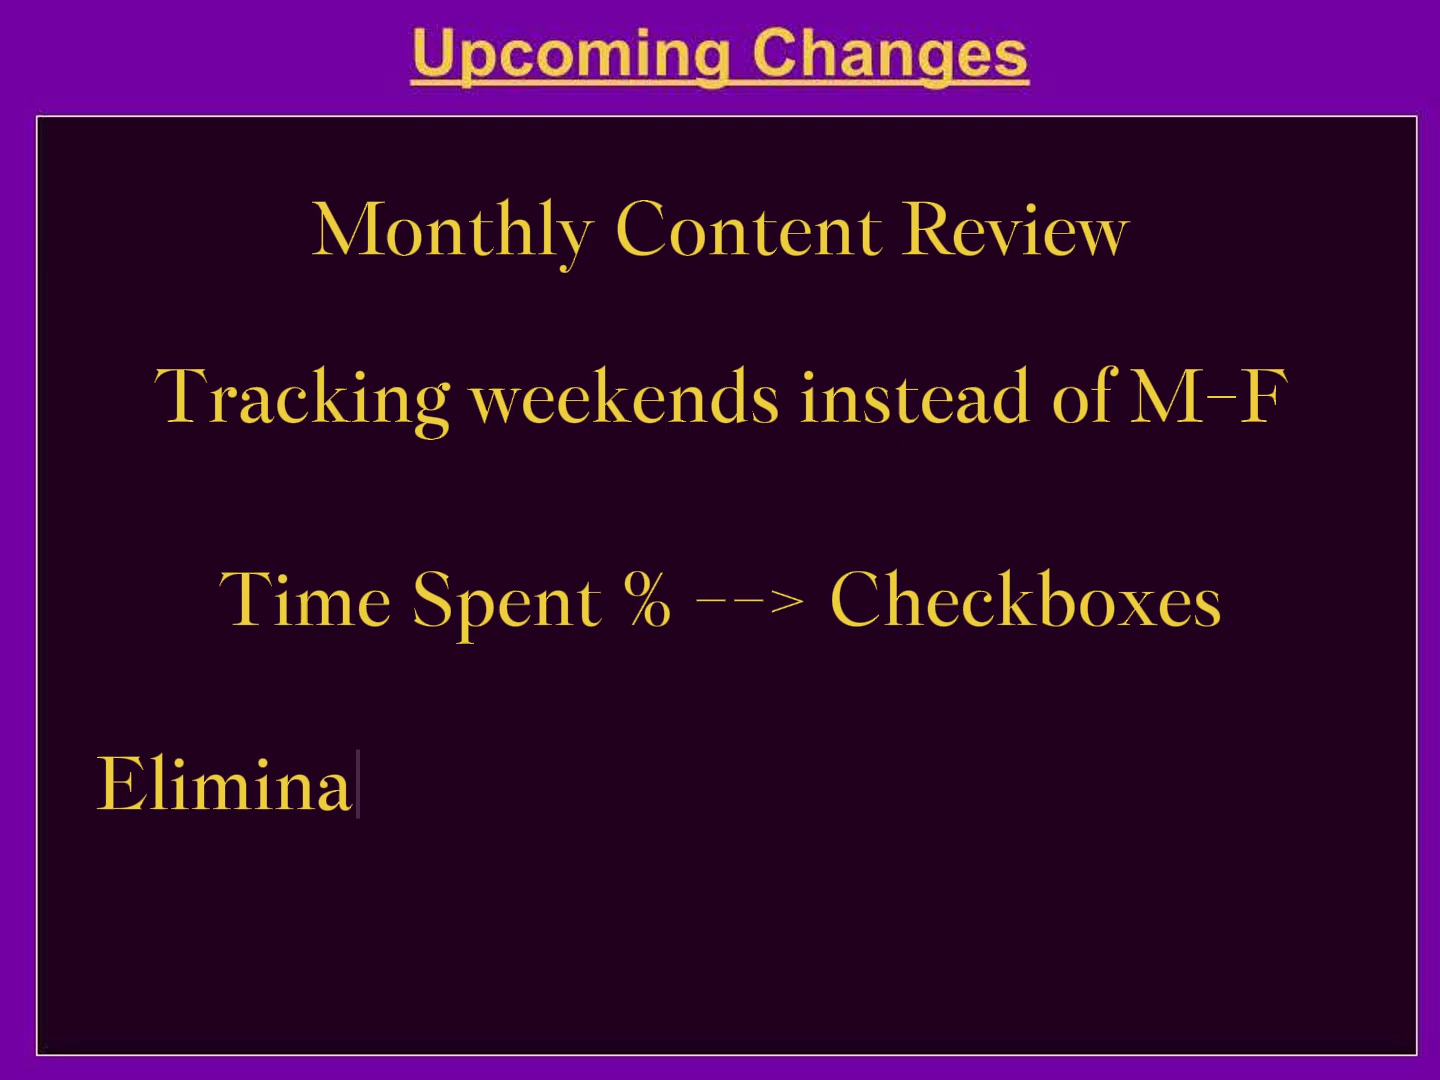 Upcoming Changes
Monthly Content Review
Tracking weekends instead of M-F
Time Spent % --> Checkboxes
Elimina